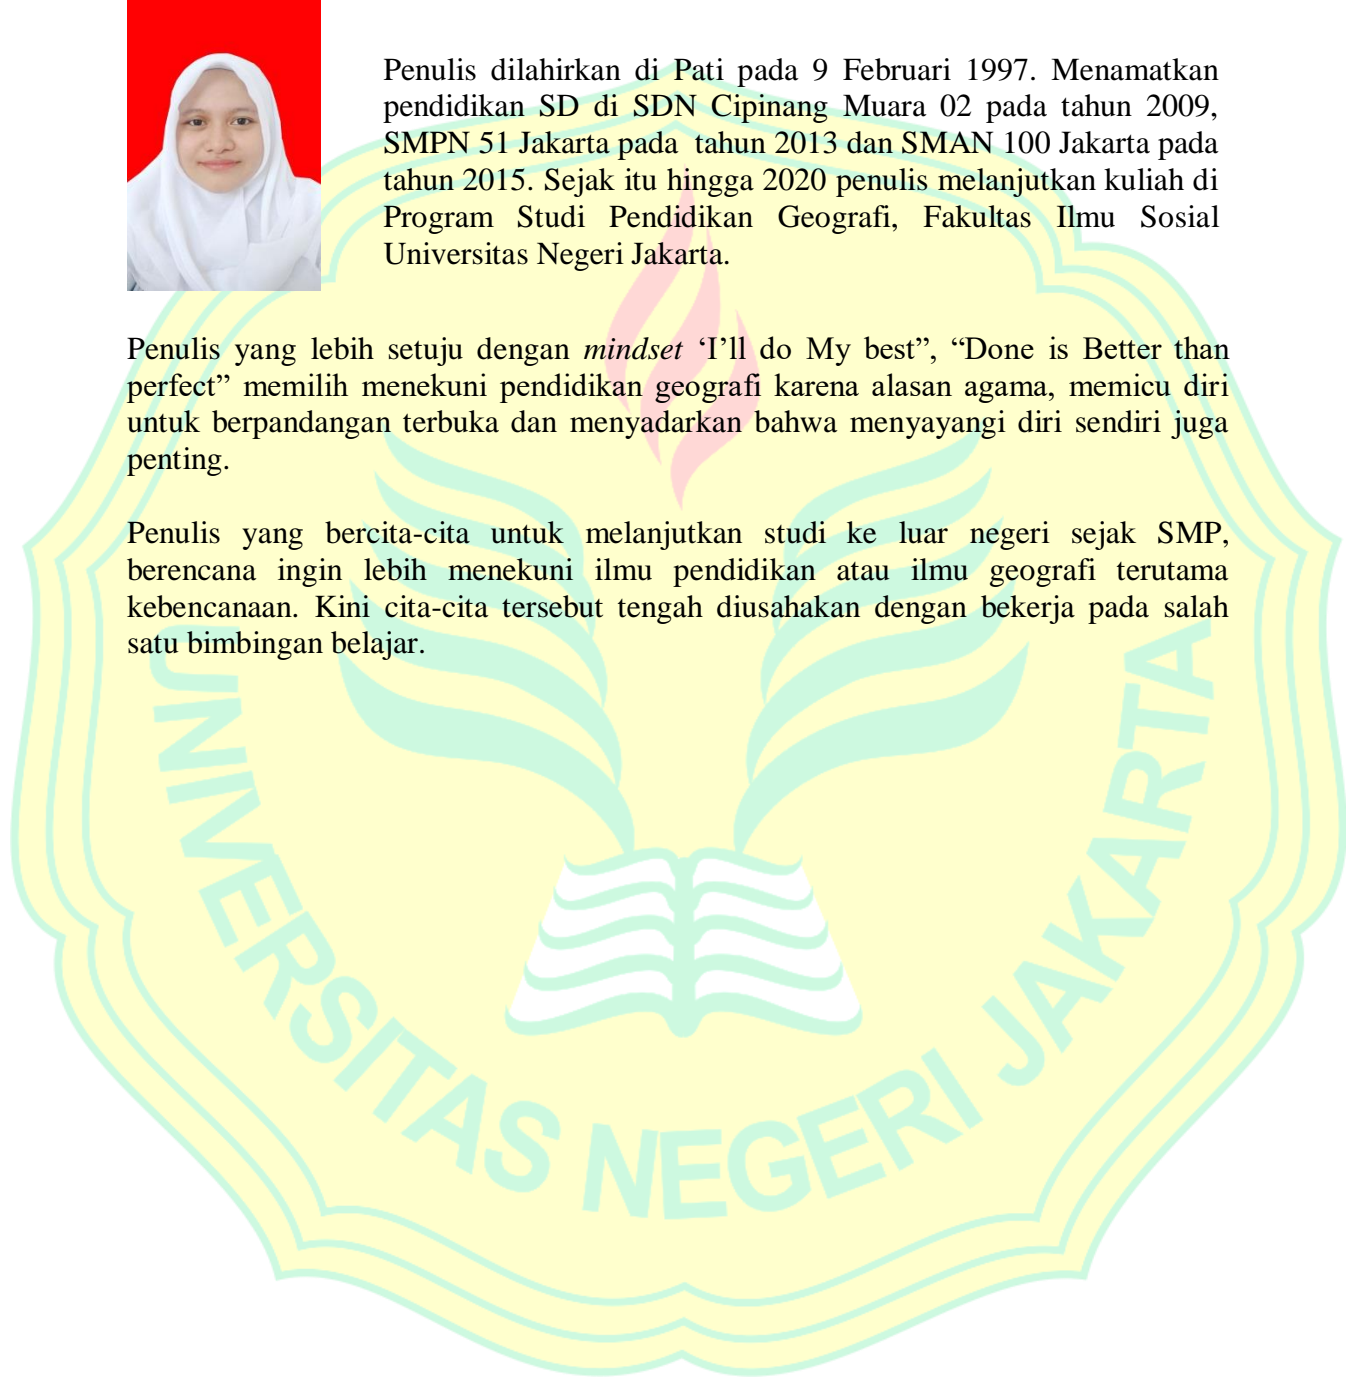 Penulis dilahirkan di Pati pada 9 Februari 1997. Menamatkan
pendidikan SD di SDN Cipinang Muara 02 pada tahun 2009,
SMPN 51 Jakarta pada tahun 2013 dan SMAN 100 Jakarta pada
tahun 2015. Sejak itu hingga 2020 penulis melanjutkan kuliah di
Program Studi Pendidikan Geografi, Fakultas Ilmu Sosial
Universitas Negeri Jakarta.
Penulis yang lebih setuju dengan mindset ‘I’ll do My best”, “Done is Better than
perfect” memilih menekuni pendidikan geografi karena alasan agama, memicu diri
untuk berpandangan terbuka dan menyadarkan bahwa menyayangi diri sendiri juga
penting.
Penulis yang bercita-cita untuk melanjutkan studi ke luar negeri sejak SMP,
berencana ingin lebih menekuni ilmu pendidikan atau ilmu geografi terutama
kebencanaan. Kini cita-cita tersebut tengah diusahakan dengan bekerja pada salah
satu bimbingan belajar.
UNIVERSITAS NEGERI JAKARTA